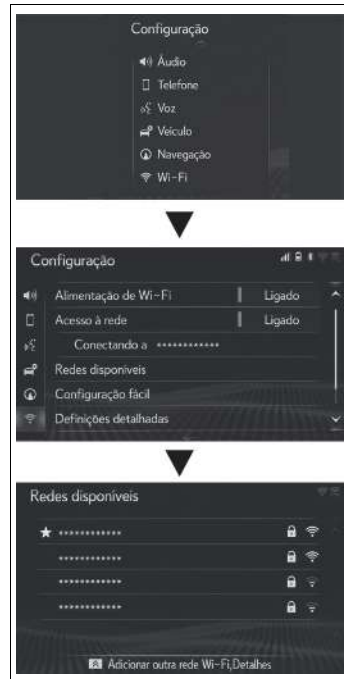 Configuração
Áudio
Telefone
Voz
Veículo
Navegação
Wi-Fi
Configuração
Alimentação de Wi-Fi Ligado
Acesso à rede Ligado
Conectando a ************
Redes disponíveis
Configuração fácil
Definições detalhadas
Redes disponíveis
★ ************
************
************
************
Adicionar outra rede Wi-Fi,Detalhes